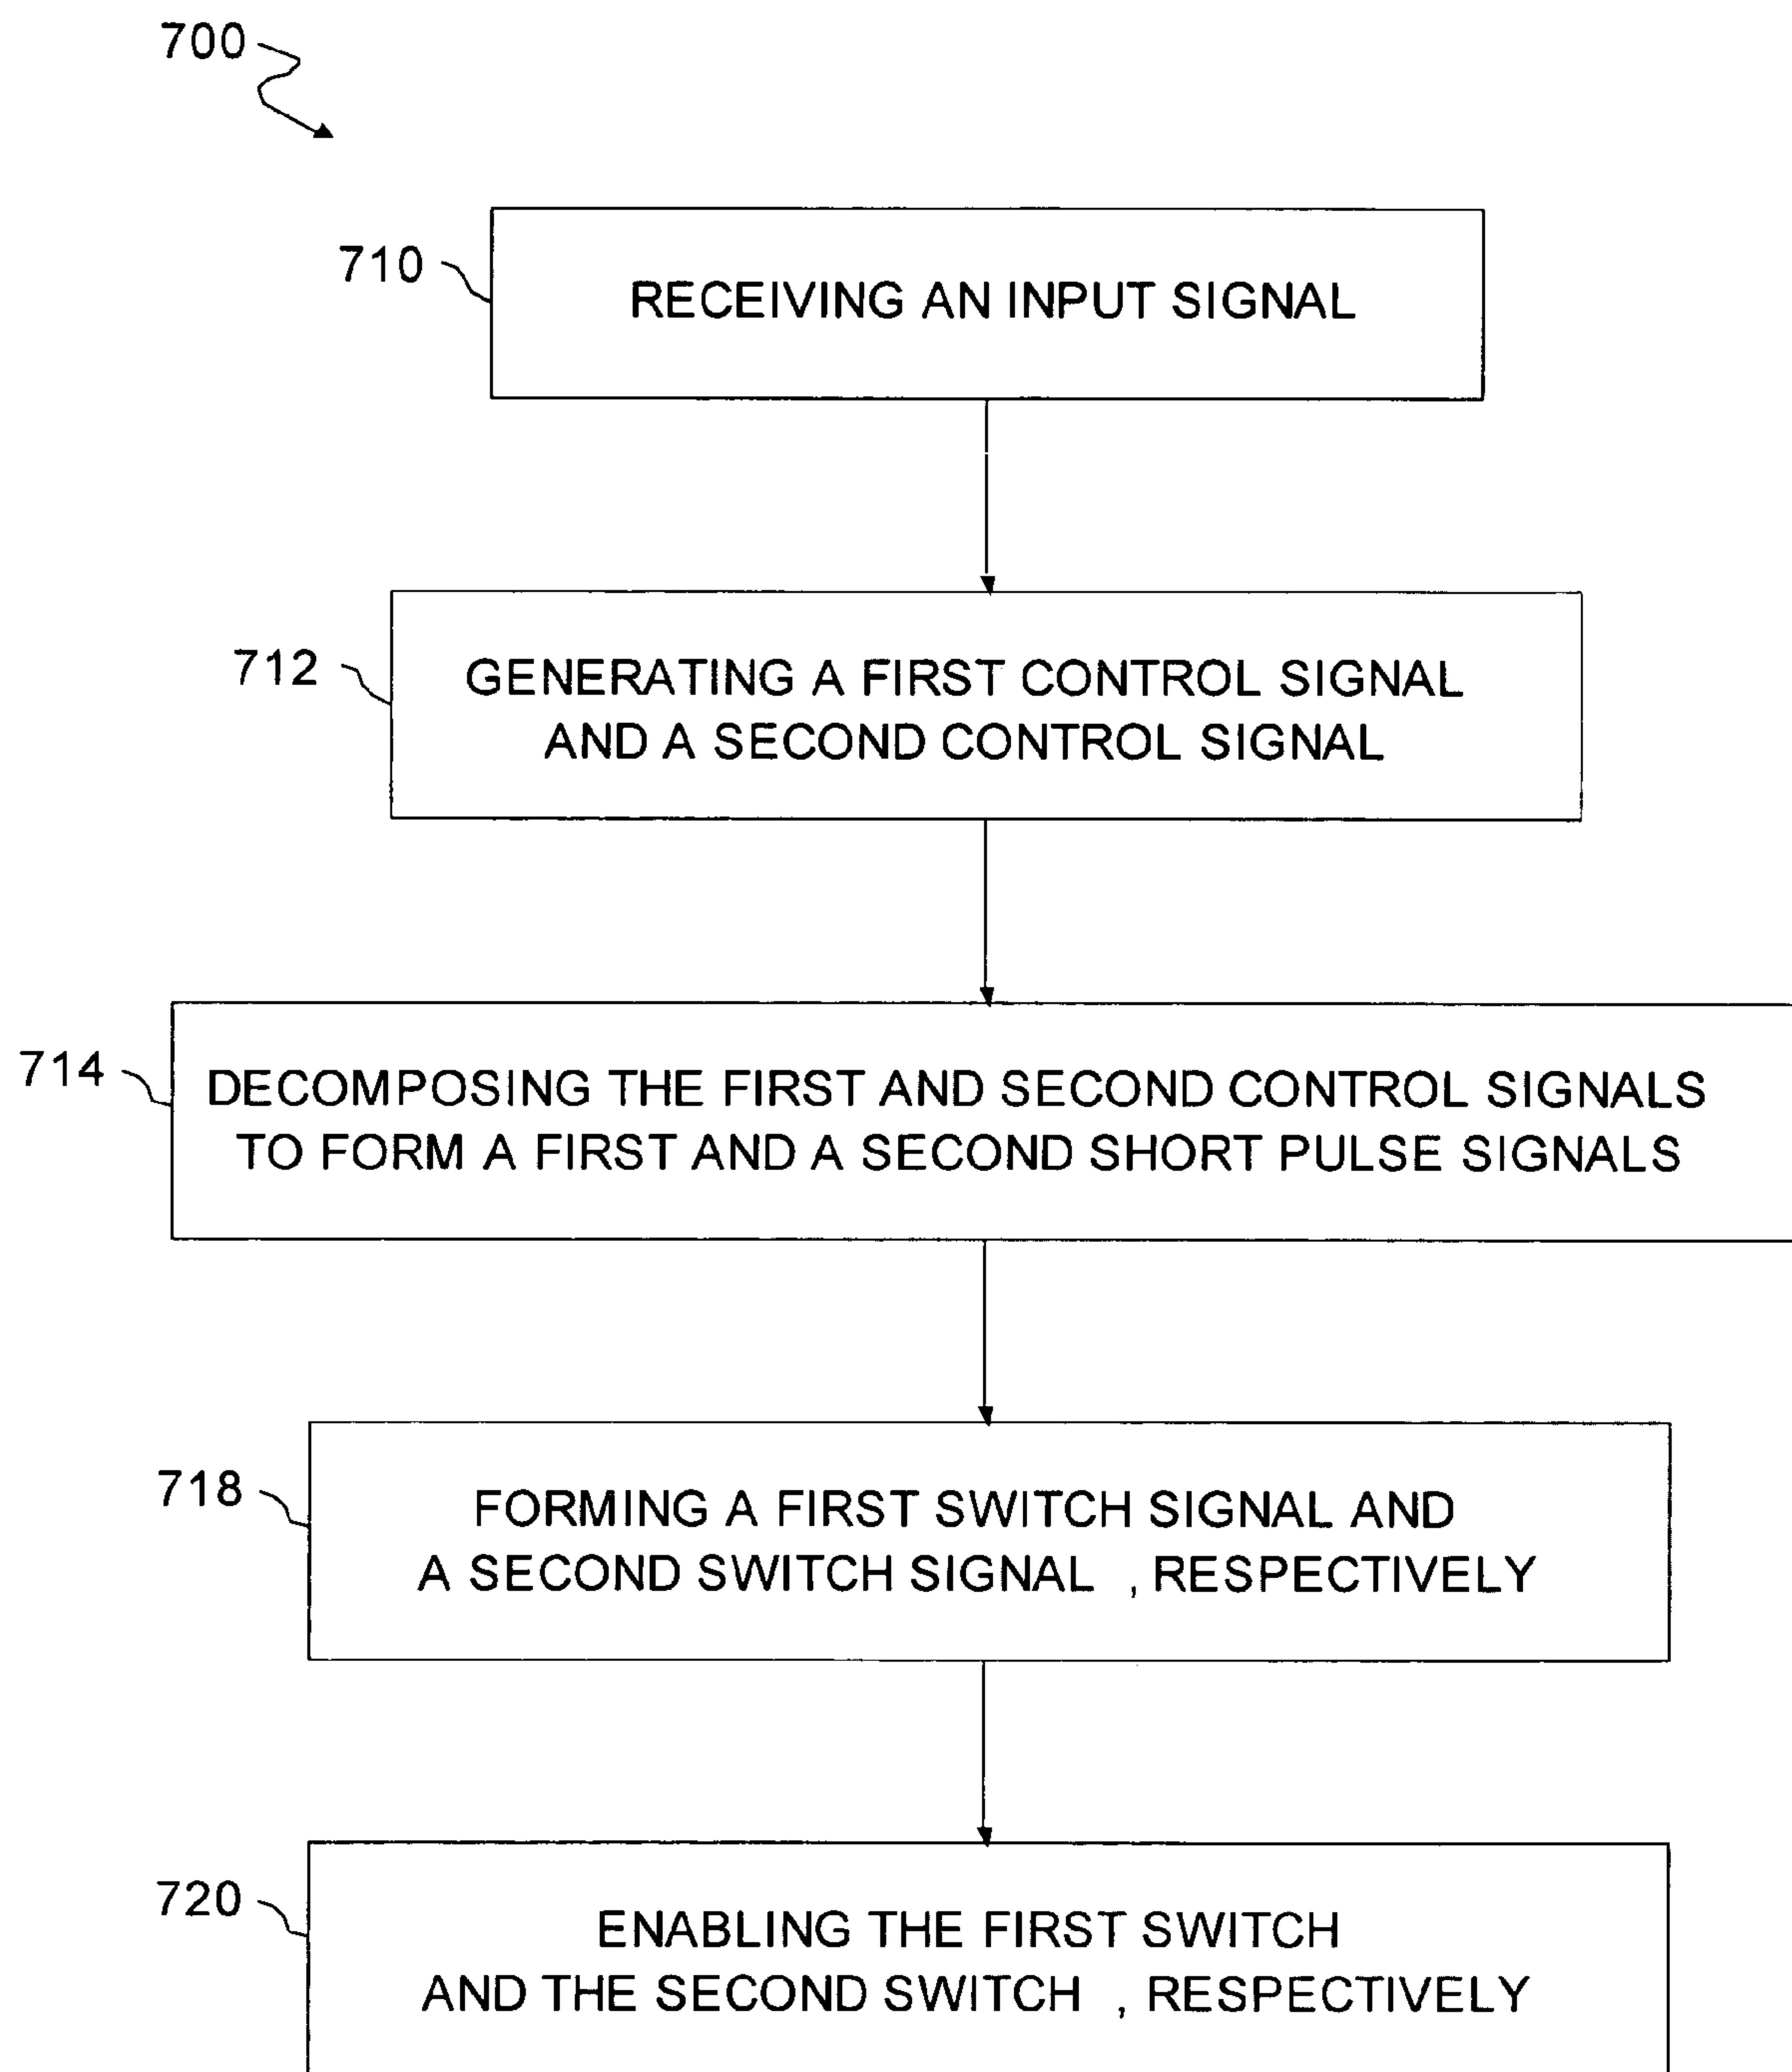 700
710
RECEIVING AN INPUT SIGNAL
712
GENERATING A FIRST CONTROL SIGNAL
AND A SECOND CONTROL SIGNAL
714
DECOMPOSING THE FIRST AND SECOND CONTROL SIGNALS
TO FORM A FIRST AND A SECOND SHORT PULSE SIGNALS
718
FORMING A FIRST SWITCH SIGNAL AND
A SECOND SWITCH SIGNAL , RESPECTIVELY
720
ENABLING THE FIRST SWITCH
AND THE SECOND SWITCH , RESPECTIVELY